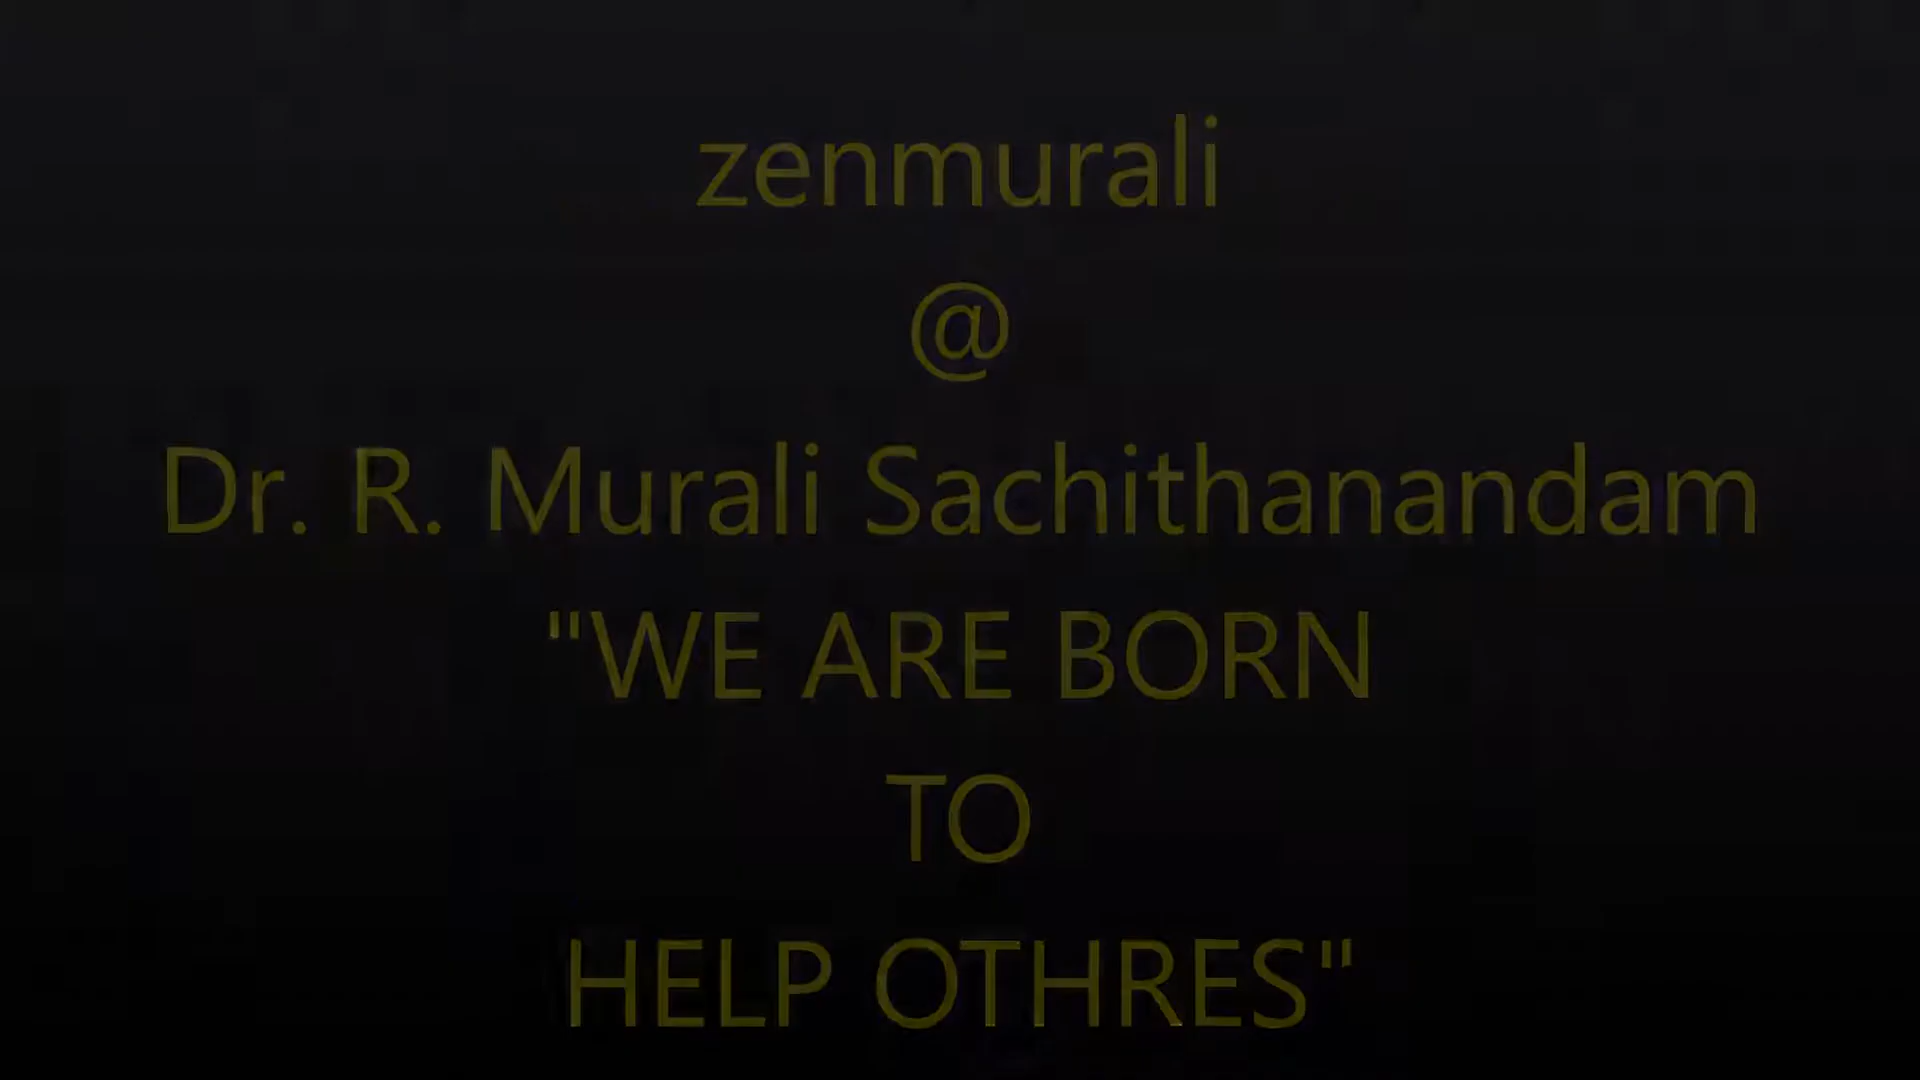 zenmurali
@
Dr. R. Murali Sachithanandam
"WE ARE BORN
TO
HELP OTHRES"